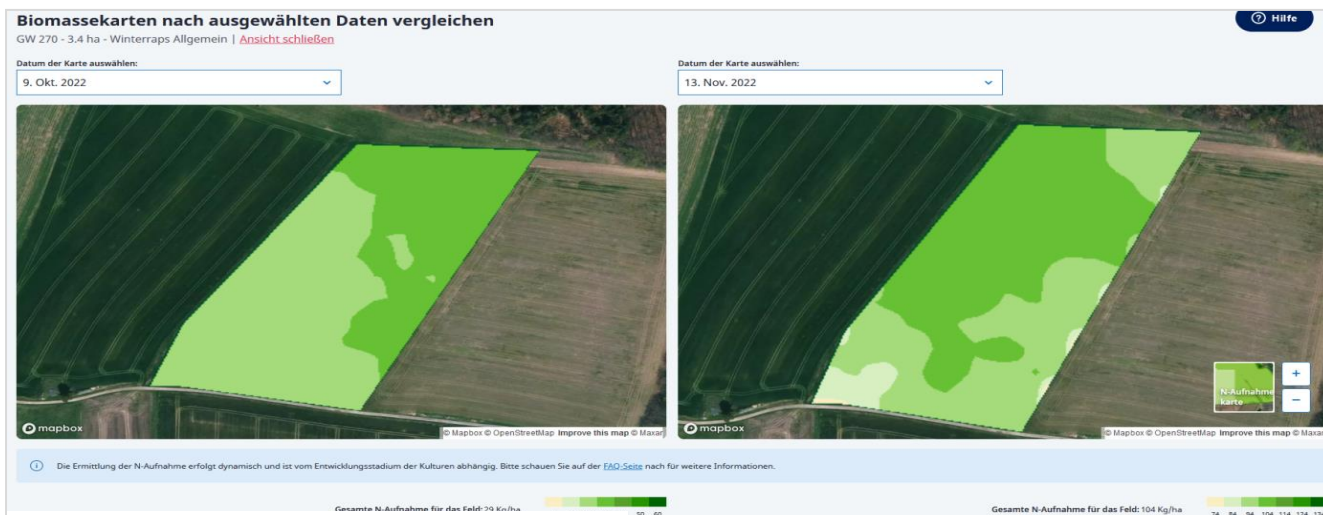 Biomassekarten nach ausgewählten Daten vergleichen
Hilfe
GW 270 - 3.4 ha - Winterraps Allgemein | Ansicht schließen
Datum der Karte auswählen:
9. Okt. 2022
Datum der Karte auswählen:
13. Nov. 2022
N-Aufnahme
karte
+
−
mapbox
© Mapbox © OpenStreetMap Improve this map © Maxar
mapbox
© Mapbox © OpenStreetMap Improve this map © Maxar
Die Ermittlung der N-Aufnahme erfolgt dynamisch und ist vom Entwicklungsstadium der Kulturen abhängig. Bitte schauen Sie auf der FAQ-Seite nach für weitere Informationen.
Gesamte N-Aufnahme für das Feld: 29 Kg/ha
50 60
Gesamte N-Aufnahme für das Feld: 104 Kg/ha
74 84 94 104 114 124 134